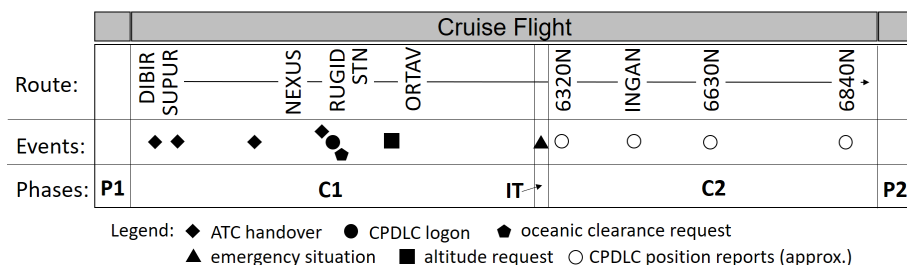 Cruise Flight
Route: DIBIR SUPUR NEXUS RUGID STN ORTAV 6320N INGAN 6630N 6840N
Events:
Phases: P1 C1 IT C2 P2
Legend: ATC handover CPDLC logon oceanic clearance request
emergency situation altitude request CPDLC position reports (approx.)